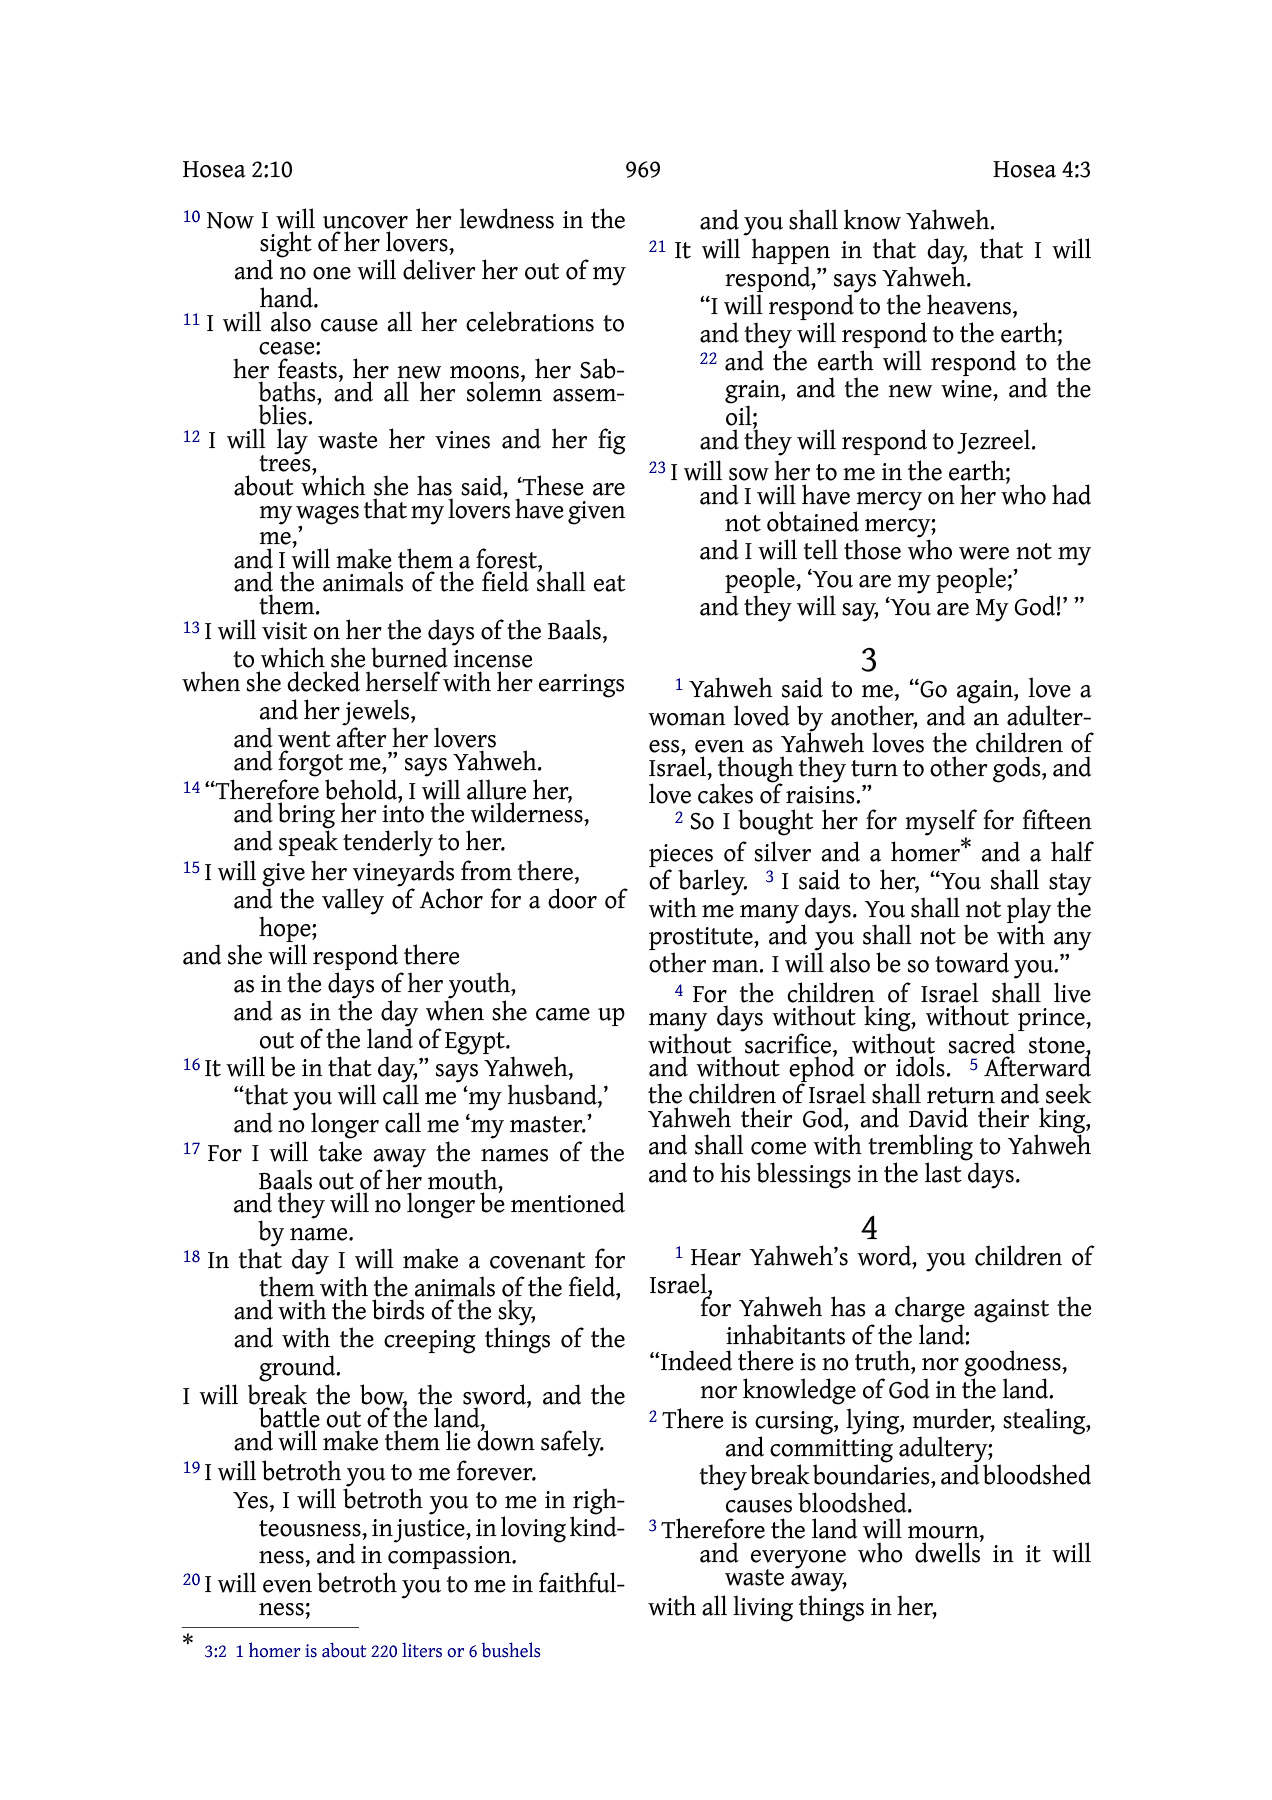 Hosea 2:10 969 Hosea 4:3
10 Now I will uncover her lewdness in the
sight of her lovers,
and no one will deliver her out of my
hand.
11 I will also cause all her celebrations to
cease:
her feasts, her new moons, her Sab-
baths, and all her solemn assem-
blies.
12 I will lay waste her vines and her fig
trees,
about which she has said, ‘These are
my wages that my lovers have given
me,’
and I will make them a forest,
and the animals of the field shall eat
them.
13 I will visit on her the days of the Baals,
to which she burned incense
when she decked herself with her earrings
and her jewels,
and went after her lovers
and forgot me,” says Yahweh.
14 “Therefore behold, I will allure her,
and bring her into the wilderness,
and speak tenderly to her.
15 I will give her vineyards from there,
and the valley of Achor for a door of
hope;
and she will respond there
as in the days of her youth,
and as in the day when she came up
out of the land of Egypt.
16 It will be in that day,” says Yahweh,
“that you will call me ‘my husband,’
and no longer call me ‘my master.’
17 For I will take away the names of the
Baals out of her mouth,
and they will no longer be mentioned
by name.
18 In that day I will make a covenant for
them with the animals of the field,
and with the birds of the sky,
and with the creeping things of the
ground.
I will break the bow, the sword, and the
battle out of the land,
and will make them lie down safely.
19 I will betroth you to me forever.
Yes, I will betroth you to me in righ-
teousness, in justice, in loving kind-
ness, and in compassion.
20 I will even betroth you to me in faithful-
ness;
and you shall know Yahweh.
21 It will happen in that day, that I will
respond,” says Yahweh.
“I will respond to the heavens,
and they will respond to the earth;
22 and the earth will respond to the
grain, and the new wine, and the
oil;
and they will respond to Jezreel.
23 I will sow her to me in the earth;
and I will have mercy on her who had
not obtained mercy;
and I will tell those who were not my
people, ‘You are my people;’
and they will say, ‘You are My God!’ ”
3
1 Yahweh said to me, “Go again, love a
woman loved by another, and an adulter-
ess, even as Yahweh loves the children of
Israel, though they turn to other gods, and
love cakes of raisins.”
2 So I bought her for myself for fifteen
pieces of silver and a homer* and a half
of barley. 3 I said to her, “You shall stay
with me many days. You shall not play the
prostitute, and you shall not be with any
other man. I will also be so toward you.”
4 For the children of Israel shall live
many days without king, without prince,
without sacrifice, without sacred stone,
and without ephod or idols. 5 Afterward
the children of Israel shall return and seek
Yahweh their God, and David their king,
and shall come with trembling to Yahweh
and to his blessings in the last days.
4
1 Hear Yahweh’s word, you children of
Israel,
for Yahweh has a charge against the
inhabitants of the land:
“Indeed there is no truth, nor goodness,
nor knowledge of God in the land.
2 There is cursing, lying, murder, stealing,
and committing adultery;
they break boundaries, and bloodshed
causes bloodshed.
3 Therefore the land will mourn,
and everyone who dwells in it will
waste away,
with all living things in her,
* 3:2 1 homer is about 220 liters or 6 bushels